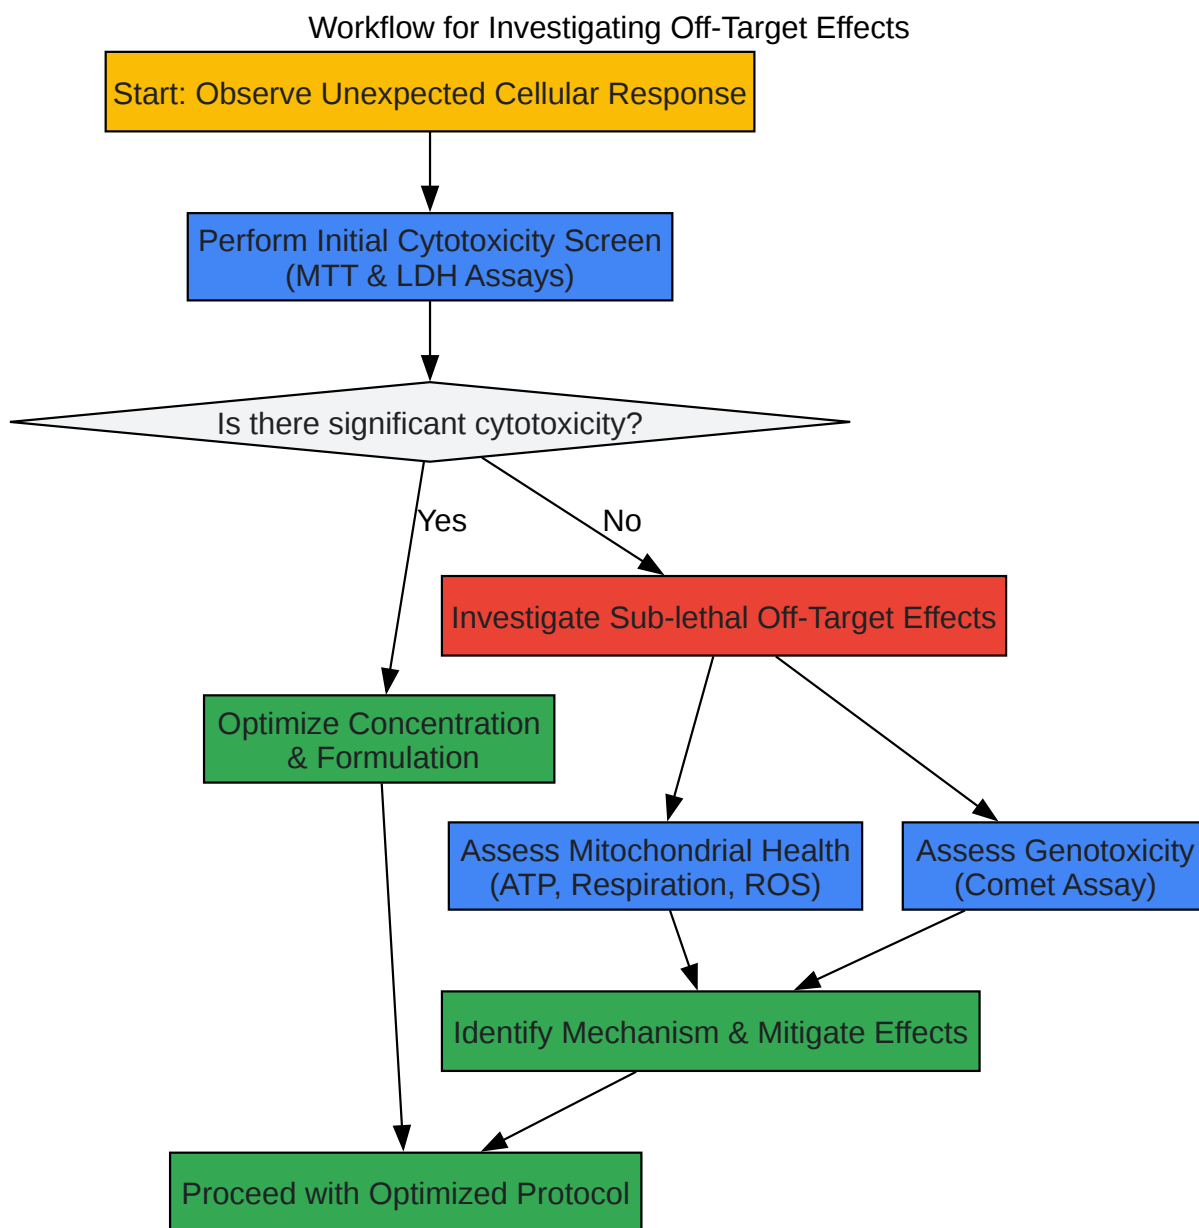 Workflow for Investigating Off-Target Effects
Start: Observe Unexpected Cellular Response
Perform Initial Cytotoxicity Screen
(MTT & LDH Assays)
Is there significant cytotoxicity?
Yes
No
Investigate Sub-lethal Off-Target Effects
Optimize Concentration
& Formulation
Assess Mitochondrial Health
(ATP, Respiration, ROS)
Assess Genotoxicity
(Comet Assay)
Identify Mechanism & Mitigate Effects
Proceed with Optimized Protocol